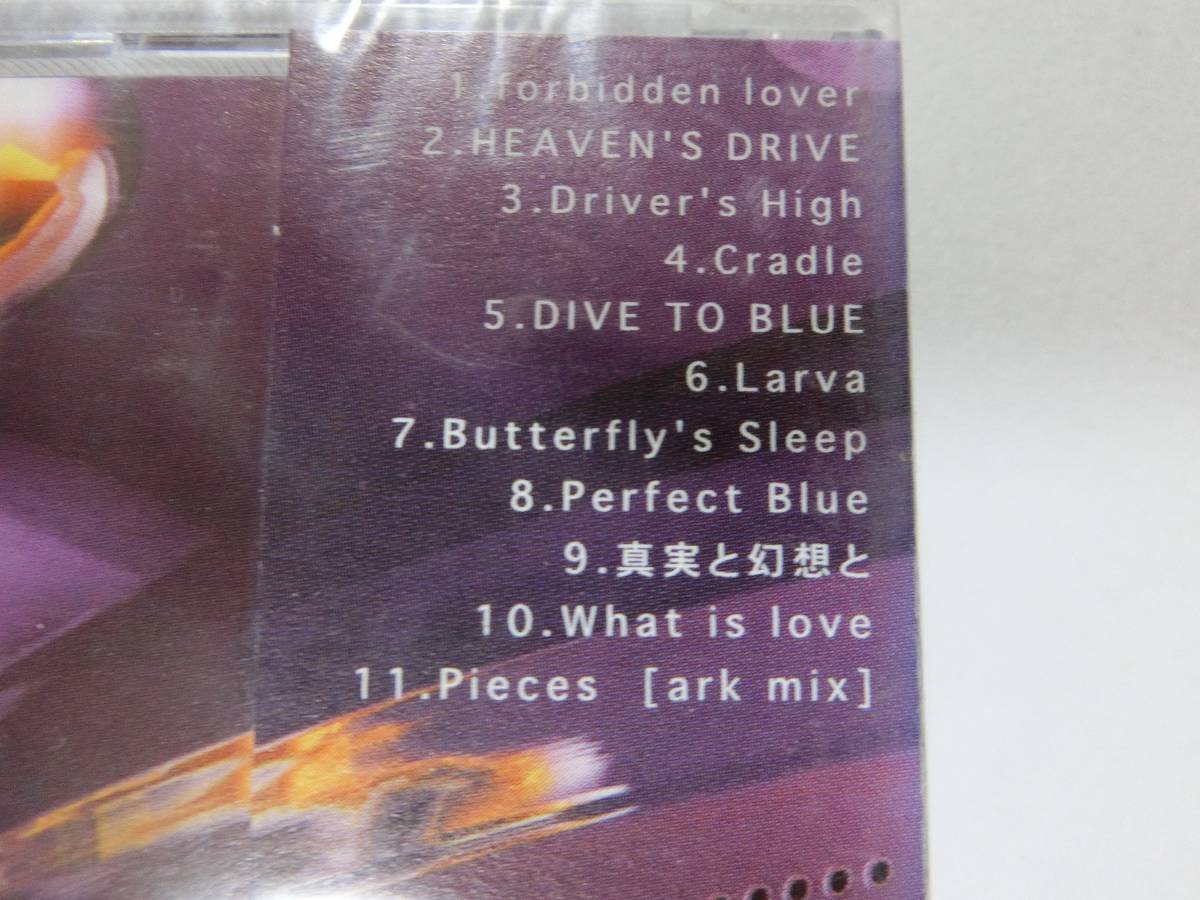 1.forbidden lover
2.HEAVEN'S DRIVE
3.Driver's High
4.Cradle
5.DIVE TO BLUE
6.Larva
7.Butterfly's Sleep
8.Perfect Blue
9.真実と幻想と
10.What is love
11.Pieces [ark mix]